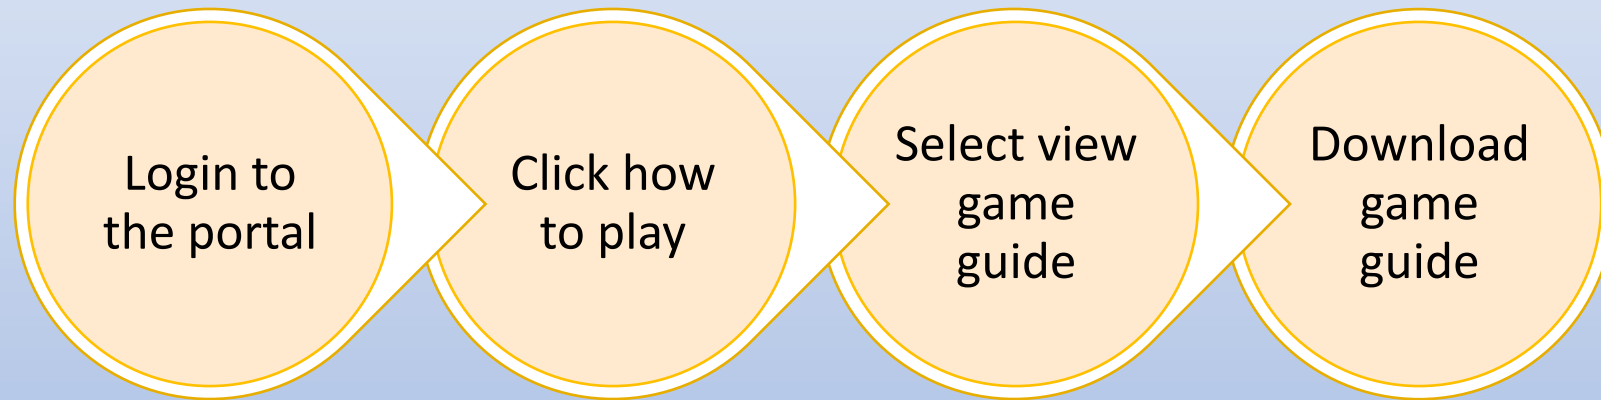 Login to
the portal
Click how
to play
Select view
game
guide
Download
game
guide